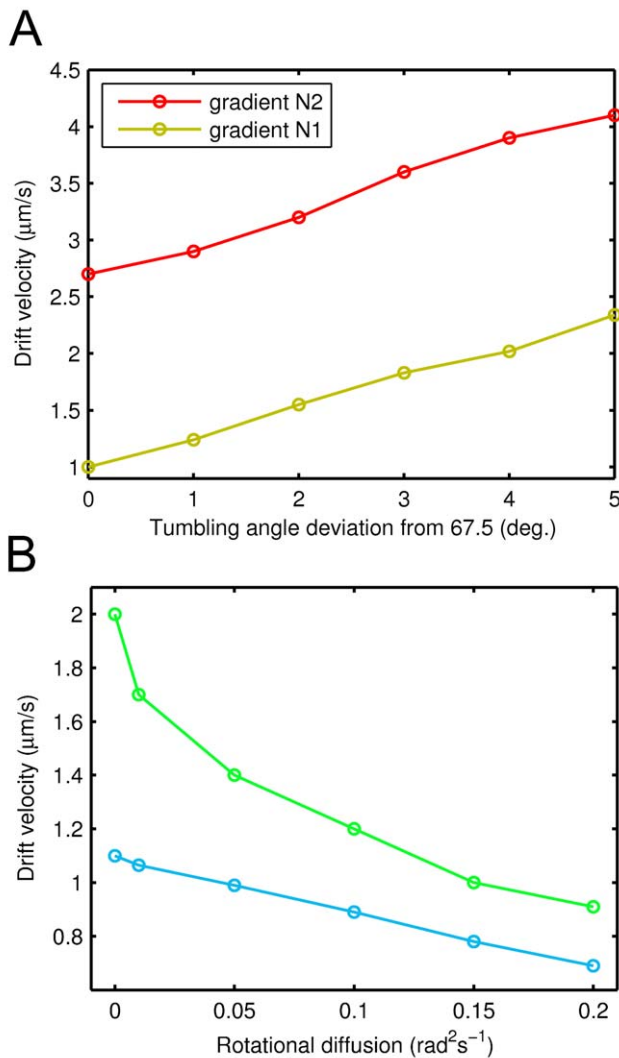 A
4.5
4
3.5
3
2.5
2
1.5
1
Drift velocity (μm/s)
gradient N2
gradient N1
0 1 2 3 4 5
Tumbling angle deviation from 67.5 (deg.)
B
2
1.8
1.6
1.4
1.2
1
0.8
Drift velocity (μm/s)
0 0.05 0.1 0.15 0.2
Rotational diffusion (rad²s⁻¹)